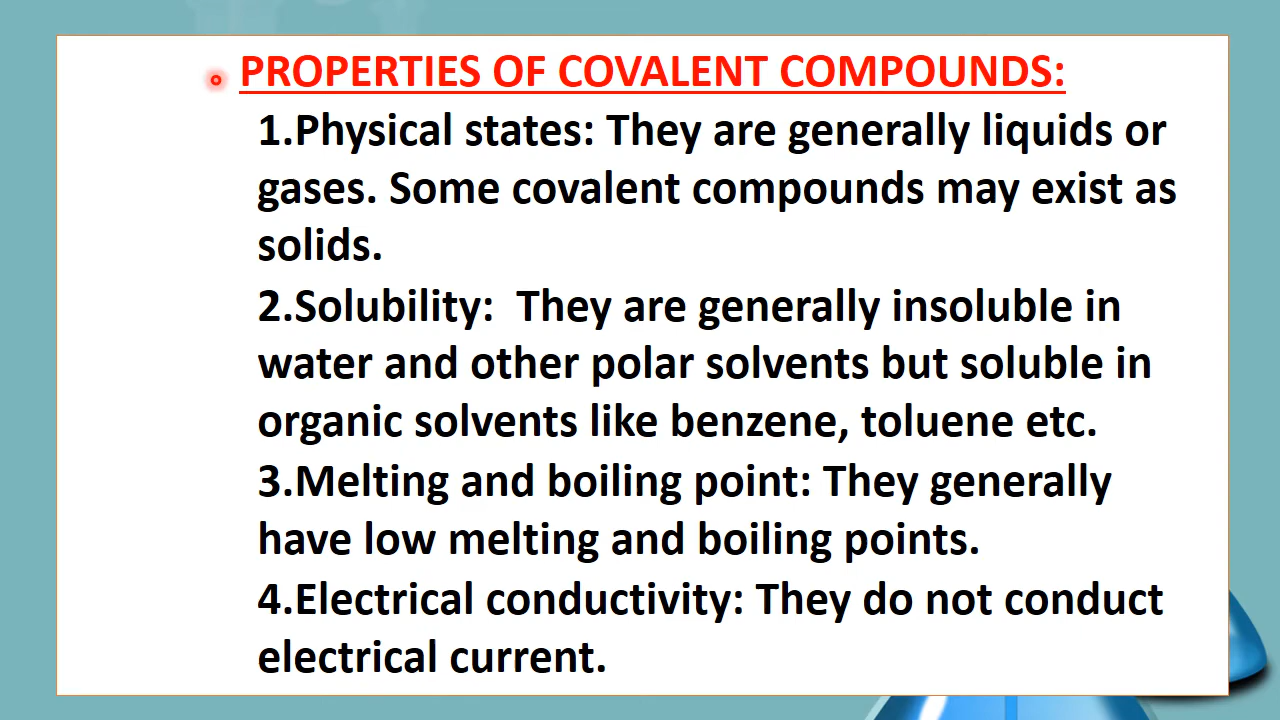 PROPERTIES OF COVALENT COMPOUNDS:
1.Physical states: They are generally liquids or
gases. Some covalent compounds may exist as
solids.
2.Solubility:  They are generally insoluble in
water and other polar solvents but soluble in
organic solvents like benzene, toluene etc.
3.Melting and boiling point: They generally
have low melting and boiling points.
4.Electrical conductivity: They do not conduct
electrical current.